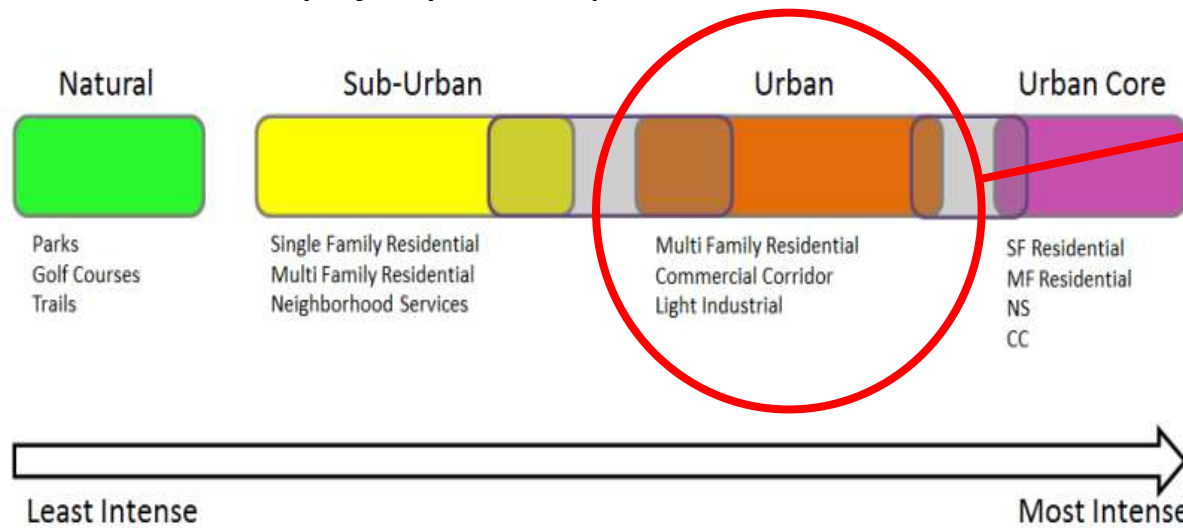 Natural
Sub-Urban
Urban
Urban Core
Parks
Golf Courses
Trails
Single Family Residential
Multi Family Residential
Neighborhood Services
Multi Family Residential
Commercial Corridor
Light Industrial
SF Residential
MF Residential
NS
CC
Least Intense
Most Intense